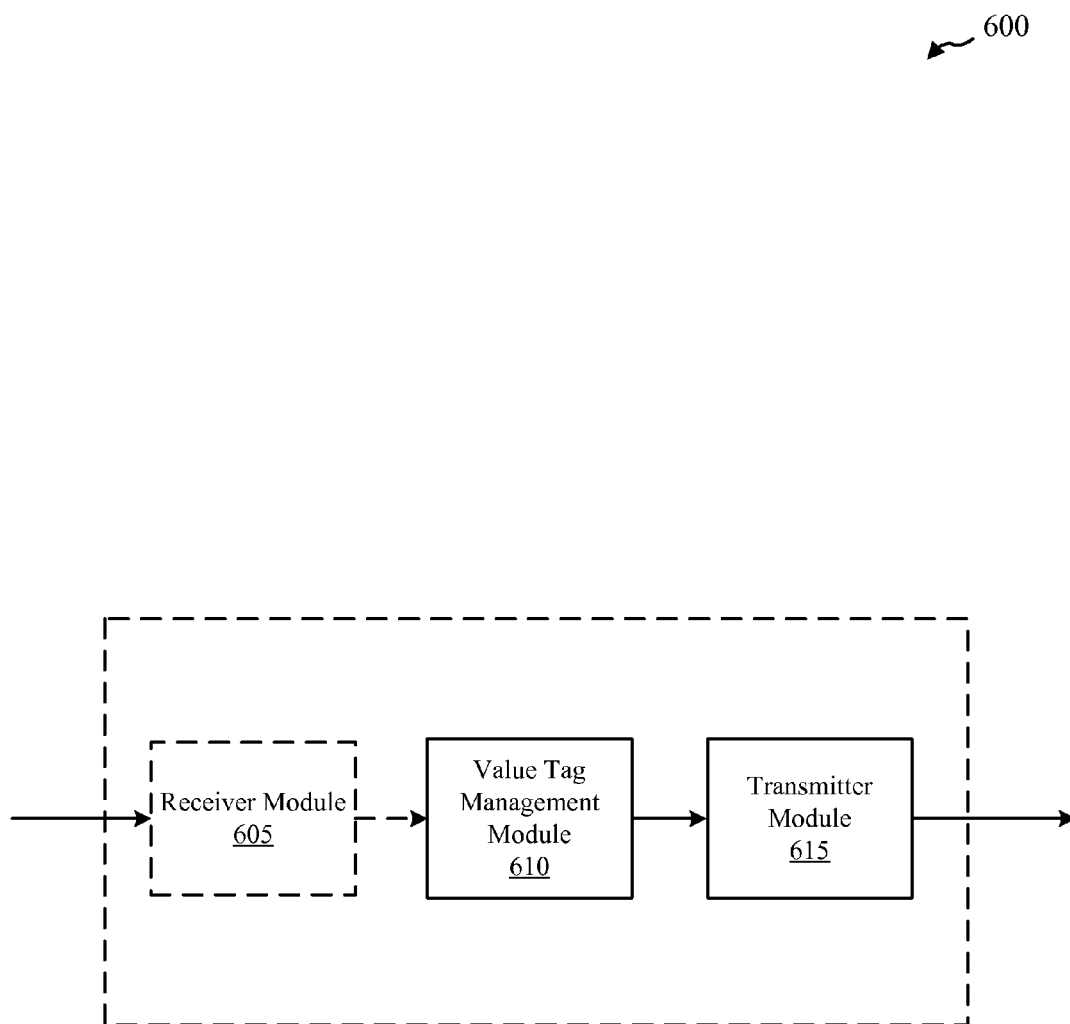 600
Receiver Module
605
Value Tag
Management
Module
610
Transmitter
Module
615